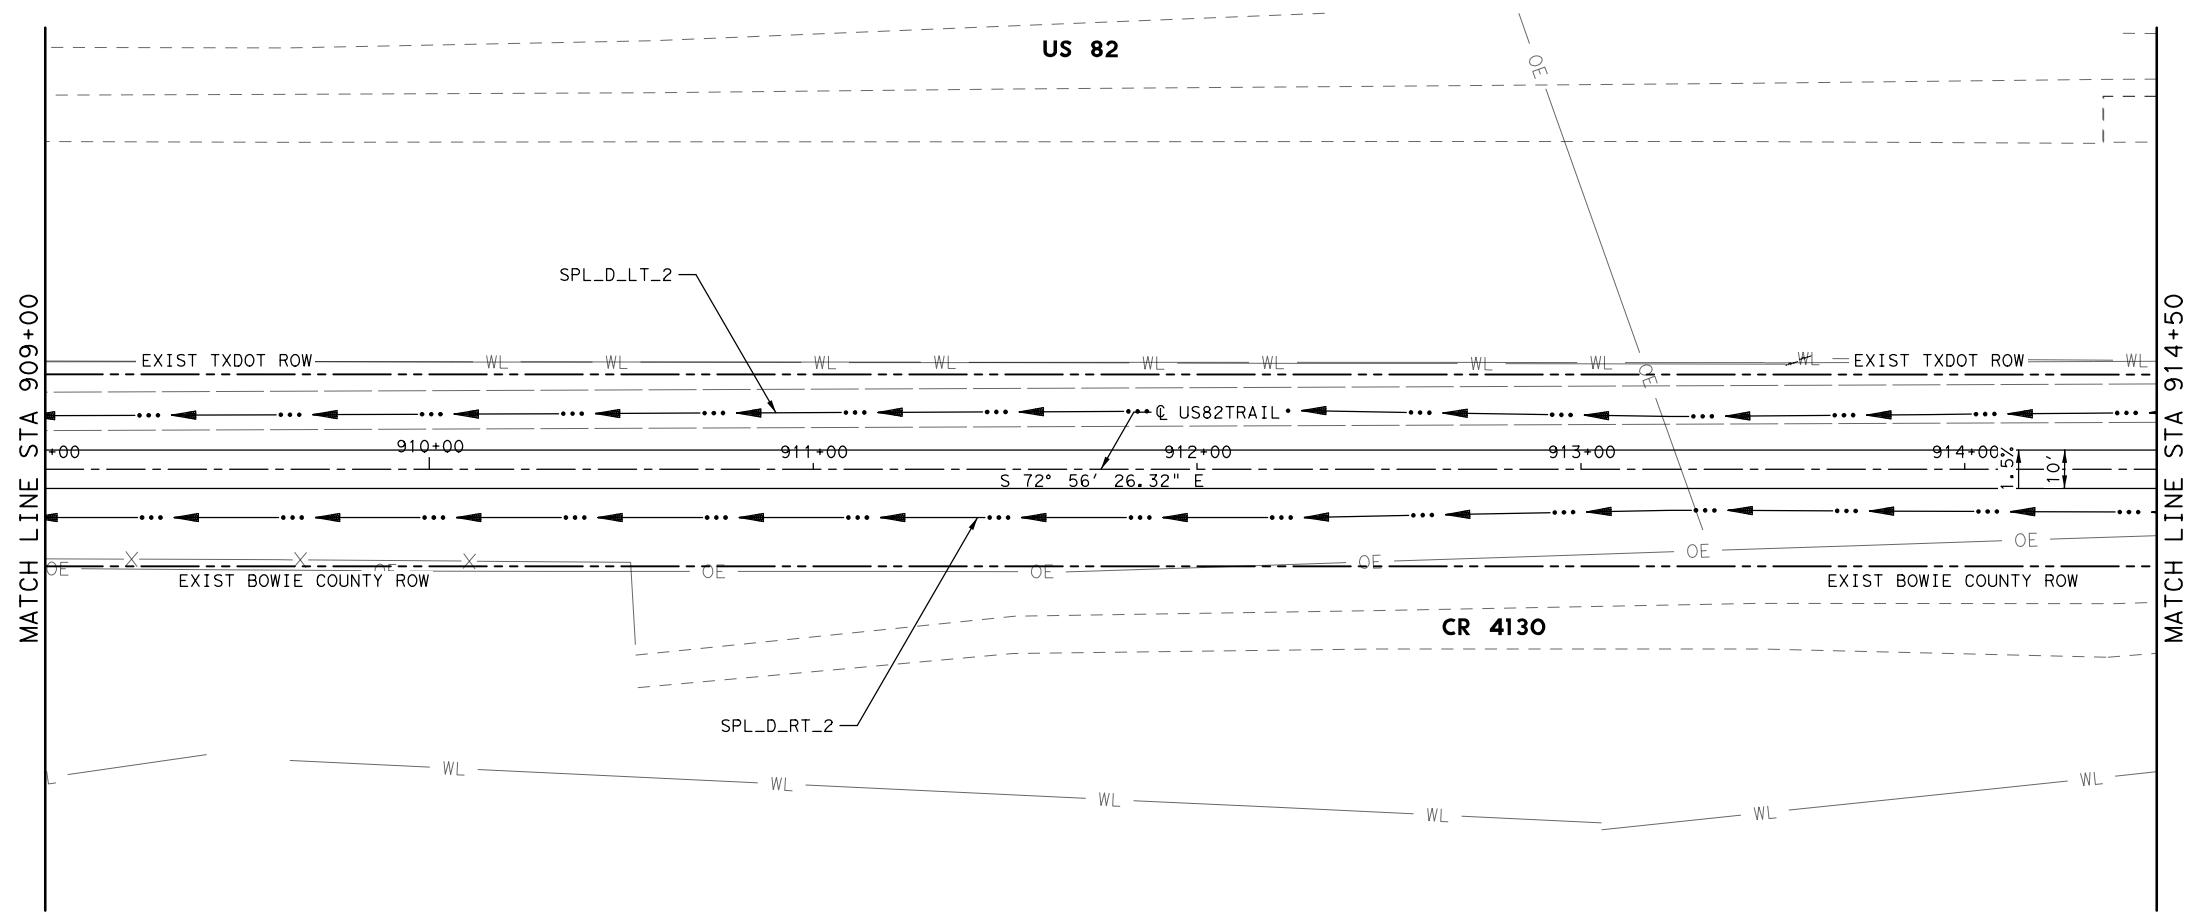 US 82
OE
SPL_D_LT_2
MATCH LINE STA 909+00
MATCH LINE STA 914+50
EXIST TXDOT ROW
WL
WL
WL
WL
WL
WL
WL
WL
WL
EXIST TXDOT ROW
WL
OE
℄ US82TRAIL
+00
910+00
911+00
912+00
913+00
914+00
1.5%
10'
S 72° 56' 26.32" E
X
X
X
OE
OE
OE
OE
OE
OE
OE
EXIST BOWIE COUNTY ROW
EXIST BOWIE COUNTY ROW
CR 4130
SPL_D_RT_2
L
WL
WL
WL
WL
WL
WL